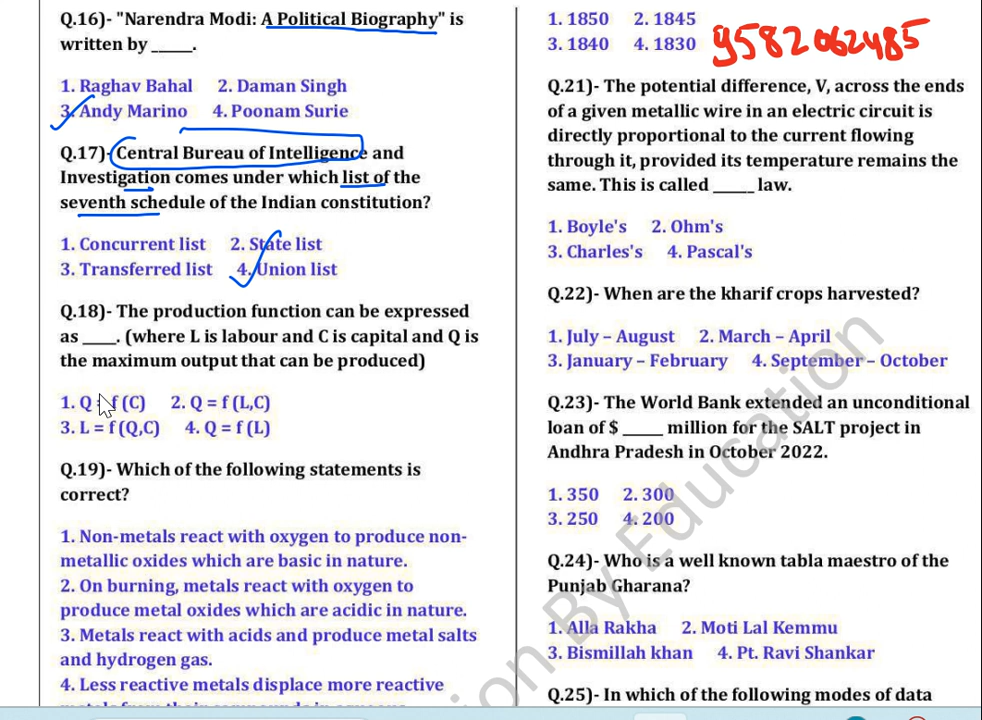 Q.16)- "Narendra Modi: A Political Biography" is
written by _____.
1. Raghav Bahal 2. Daman Singh
3. Andy Marino 4. Poonam Surie
Q.17)- Central Bureau of Intelligence and
Investigation comes under which list of the
seventh schedule of the Indian constitution?
1. Concurrent list 2. State list
3. Transferred list 4. Union list
Q.18)- The production function can be expressed
as ____. (where L is labour and C is capital and Q is
the maximum output that can be produced)
1. Q = f (C) 2. Q = f (L,C)
3. L = f (Q,C) 4. Q = f (L)
Q.19)- Which of the following statements is
correct?
1. Non-metals react with oxygen to produce non-
metallic oxides which are basic in nature.
2. On burning, metals react with oxygen to
produce metal oxides which are acidic in nature.
3. Metals react with acids and produce metal salts
and hydrogen gas.
4. Less reactive metals displace more reactive
1. 1850 2. 1845
3. 1840 4. 1830
9582062485
Q.21)- The potential difference, V, across the ends
of a given metallic wire in an electric circuit is
directly proportional to the current flowing
through it, provided its temperature remains the
same. This is called _____ law.
1. Boyle's 2. Ohm's
3. Charles's 4. Pascal's
Q.22)- When are the kharif crops harvested?
1. July – August 2. March – April
3. January – February 4. September – October
Q.23)- The World Bank extended an unconditional
loan of $ _____ million for the SALT project in
Andhra Pradesh in October 2022.
1. 350 2. 300
3. 250 4. 200
Q.24)- Who is a well known tabla maestro of the
Punjab Gharana?
1. Alla Rakha 2. Moti Lal Kemmu
3. Bismillah khan 4. Pt. Ravi Shankar
Q.25)- In which of the following modes of data
By Education